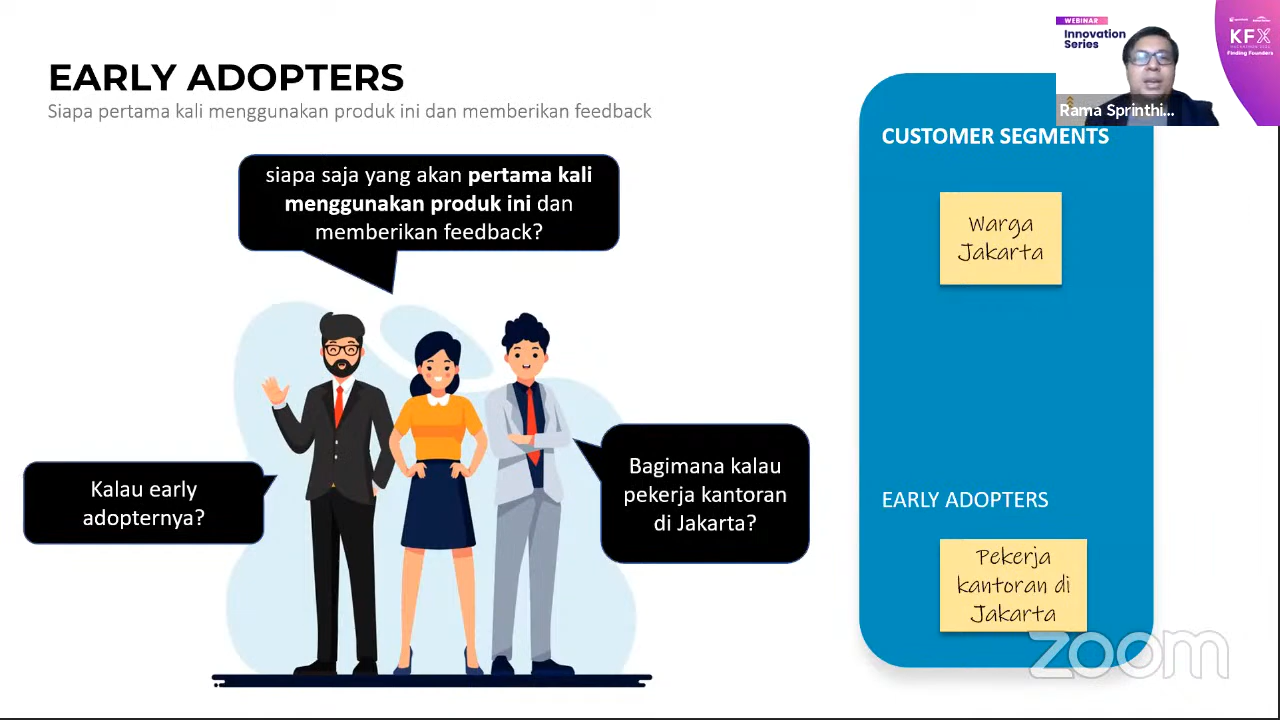 EARLY ADOPTERS
Siapa pertama kali menggunakan produk ini dan memberikan feedback
siapa saja yang akan pertama kali
menggunakan produk ini dan
memberikan feedback?
Kalau early
adopternya?
Bagimana kalau
pekerja kantoran
di Jakarta?
WEBINAR
Innovation
Series
KFX
Finding Founders
Rama Sprinthi...
CUSTOMER SEGMENTS
Warga
Jakarta
EARLY ADOPTERS
Pekerja
kantoran di
Jakarta
zoom